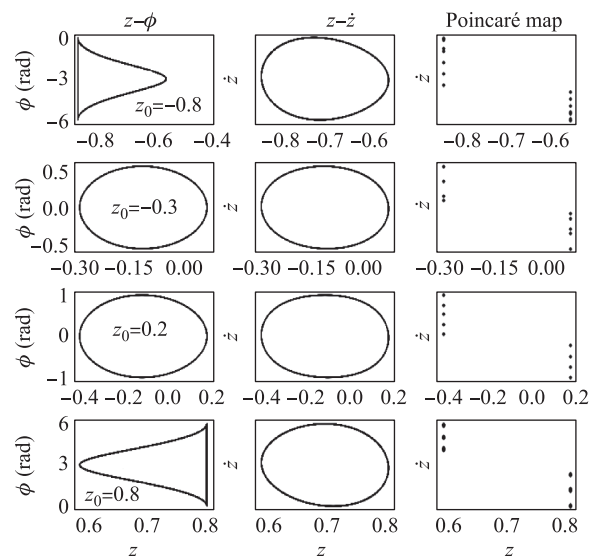 z–ϕ z–ż Poincaré map
ϕ (rad) 0 −3 −6 z₀=−0.8 ż ż
−0.8 −0.6 −0.4 −0.8 −0.7 −0.6 −0.8 −0.7 −0.6
ϕ (rad) 0.5 0.0 −0.5 z₀=−0.3 ż ż
−0.30 −0.15 0.00 −0.30 −0.15 0.00 −0.30 −0.15 0.00
ϕ (rad) 1 0 −1 z₀=0.2 ż ż
−0.4 −0.2 0.0 0.2 −0.4 −0.2 0.0 0.2 −0.4 −0.2 0.0 0.2
ϕ (rad) 6 3 0 z₀=0.8 ż ż
0.6 0.7 0.8 0.6 0.7 0.8 0.6 0.7 0.8
z z z